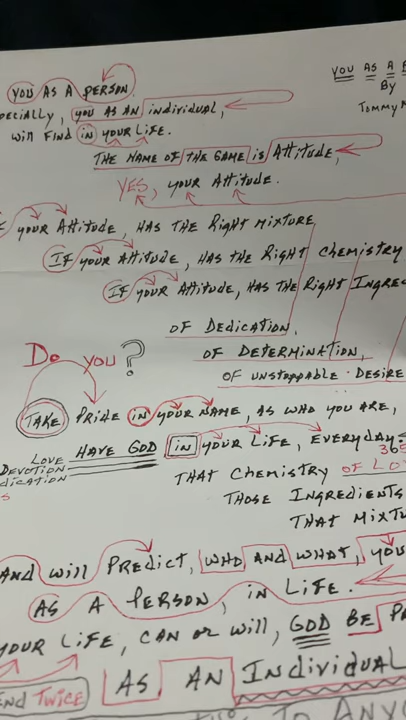 YOU AS A PERSON
YOU AS A
By
Tommy
YOU AS AN individual,
will Find in YOUR LiFE.
THE NAME OF THE GAME is Attitude,
YES, YOUR Attitude.
YOUR Attitude, HAS THE Right Mixture
IF YOUR Attitude, HAS THE Right Chemistry
IF YOUR Attitude, HAS THE Right
OF DEDICATION,
OF DETERMINATION,
OF UNSTOPPABLE DESIRE
Do you?
TAKE PRIDE in YOUR NAME, AS WHO YOU ARE,
HAVE GOD in YOUR LIFE, EVERYDAY.
LOVE
DEVOTION
THAT CHEMISTRY OF
THOSE INGREDIENTS
THAT
AND will PREDICT, WHO AND WHAT, YOU
AS A PERSON, in LiFE.
YOUR LiFE, CAN or will, GOD BE
TWICE AS AN Individual
TO